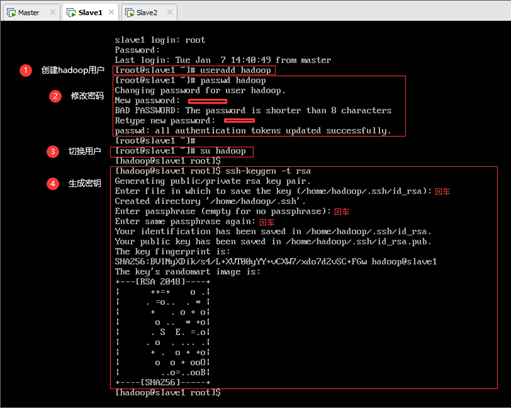 Master
Slave1
Slave2
slave1 login: root
Password:
Last login: Tue Jan  7 14:40:49 from master
1 创建hadoop用户 [root@slave1 ~]# useradd hadoop
[root@slave1 ~]# passwd hadoop
Changing password for user hadoop.
2 修改密码 New password:
BAD PASSWORD: The password is shorter than 8 characters
Retype new password:
passwd: all authentication tokens updated successfully.
[root@slave1 ~]#
3 切换用户 [root@slave1 ~]# su hadoop
[hadoop@slave1 root]$
[hadoop@slave1 root]$ ssh-keygen -t rsa
4 生成密钥 Generating public/private rsa key pair.
Enter file in which to save the key (/home/hadoop/.ssh/id_rsa): 回车
Created directory '/home/hadoop/.ssh'.
Enter passphrase (empty for no passphrase): 回车
Enter same passphrase again: 回车
Your identification has been saved in /home/hadoop/.ssh/id_rsa.
Your public key has been saved in /home/hadoop/.ssh/id_rsa.pub.
The key fingerprint is:
hadoop@slave1
The key's randomart image is:
+---[RSA 2048]----+
|      ++=+    o .|
|     . =o..  . * |
|      +   . o + o|
|       o ..  * +o|
|      . S  E. =.o|
|     . o  . ... .|
|      + .  o + +o|
|       o  o + ooO|
|        ..o=..ooB|
+----[SHA256]-----+
[hadoop@slave1 root]$